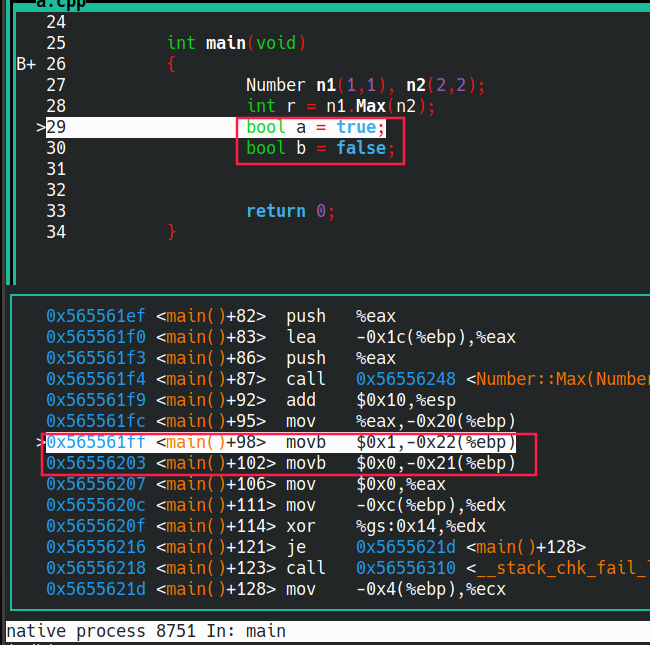 a.cpp
24
25 int main(void)
B+ 26 {
27 Number n1(1,1), n2(2,2);
28 int r = n1.Max(n2);
>29 bool a = true;
30 bool b = false;
31
32
33 return 0;
34 }
0x565561ef <main()+82> push %eax
0x565561f0 <main()+83> lea -0x1c(%ebp),%eax
0x565561f3 <main()+86> push %eax
0x565561f4 <main()+87> call 0x56556248 <Number::Max(Number
0x565561f9 <main()+92> add $0x10,%esp
0x565561fc <main()+95> mov %eax,-0x20(%ebp)
>0x565561ff <main()+98> movb $0x1,-0x22(%ebp)
0x56556203 <main()+102> movb $0x0,-0x21(%ebp)
0x56556207 <main()+106> mov $0x0,%eax
0x5655620c <main()+111> mov -0xc(%ebp),%edx
0x5655620f <main()+114> xor %gs:0x14,%edx
0x56556216 <main()+121> je 0x5655621d <main()+128>
0x56556218 <main()+123> call 0x56556310 <__stack_chk_fail_
0x5655621d <main()+128> mov -0x4(%ebp),%ecx
native process 8751 In: main